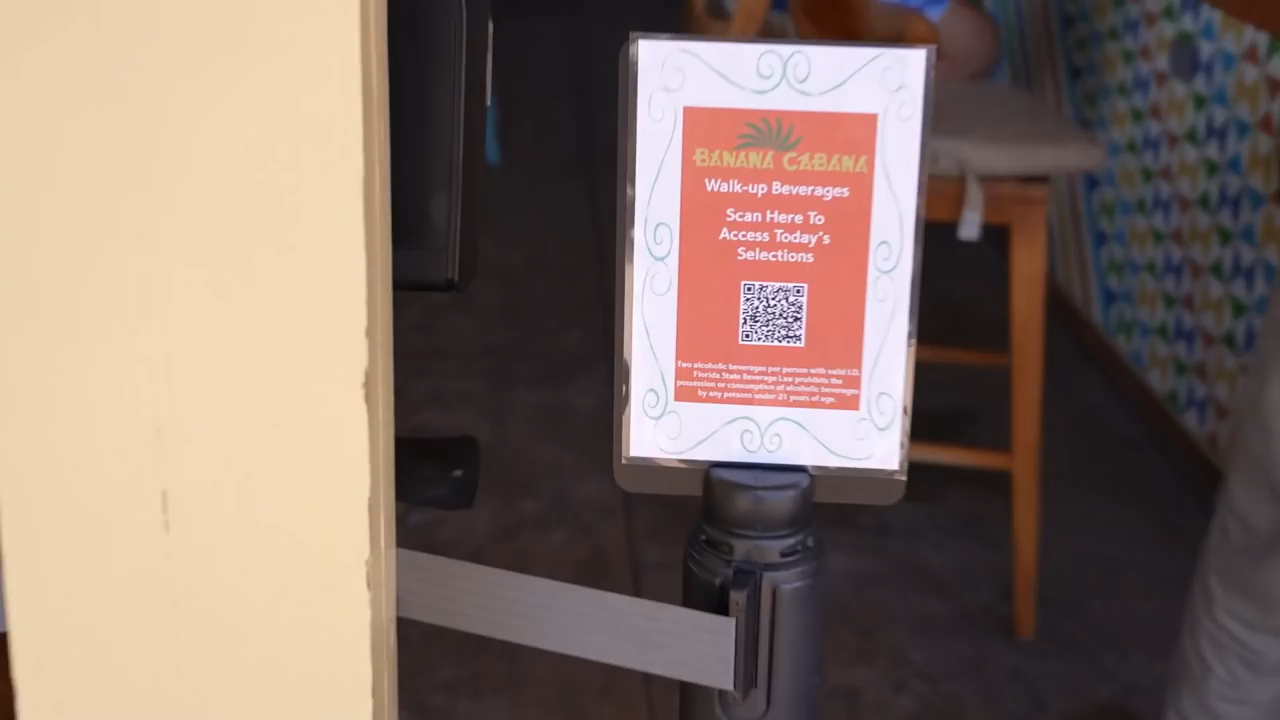 BANANA CABANA
Walk-up Beverages
Scan Here To
Access Today's
Selections
Two alcoholic beverages per person with valid I.D.
Florida State Beverage Law prohibits the
possession or consumption of alcoholic beverages
by any persons under 21 years of age.